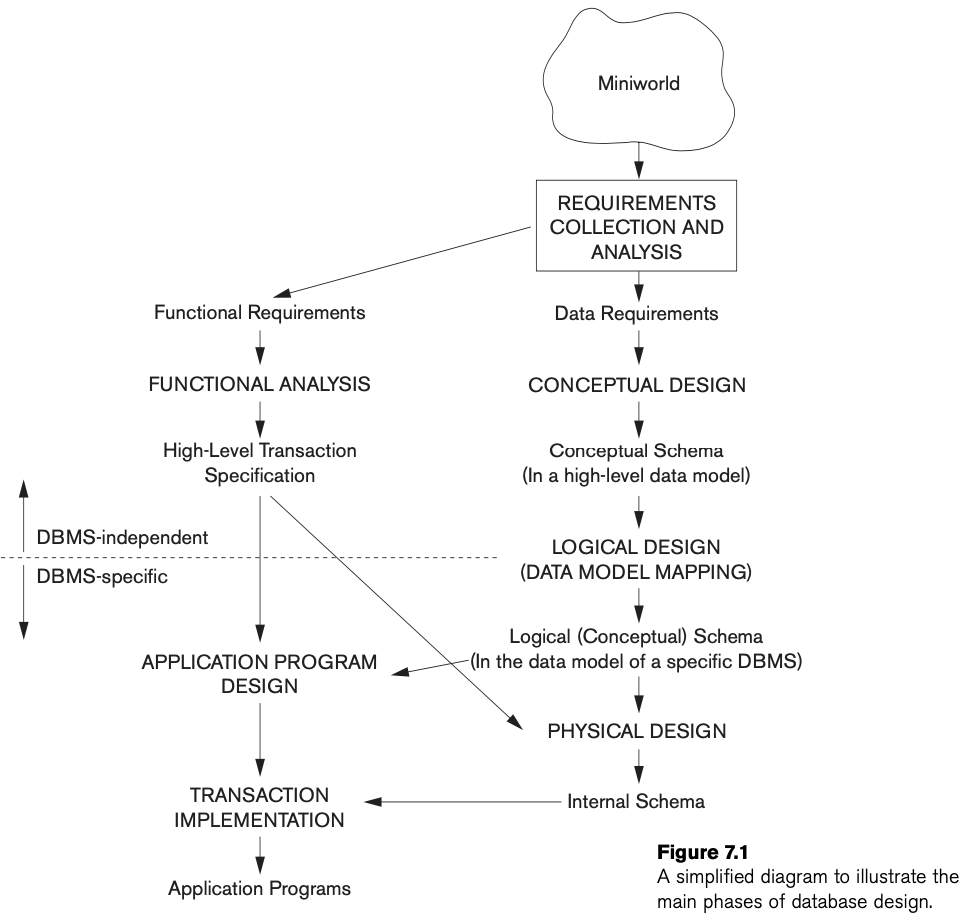 Miniworld
REQUIREMENTS
COLLECTION AND
ANALYSIS
Functional Requirements
Data Requirements
FUNCTIONAL ANALYSIS
CONCEPTUAL DESIGN
High-Level Transaction
Specification
Conceptual Schema
(In a high-level data model)
DBMS-independent
DBMS-specific
LOGICAL DESIGN
(DATA MODEL MAPPING)
Logical (Conceptual) Schema
(In the data model of a specific DBMS)
APPLICATION PROGRAM
DESIGN
PHYSICAL DESIGN
TRANSACTION
IMPLEMENTATION
Internal Schema
Application Programs
Figure 7.1
A simplified diagram to illustrate the
main phases of database design.